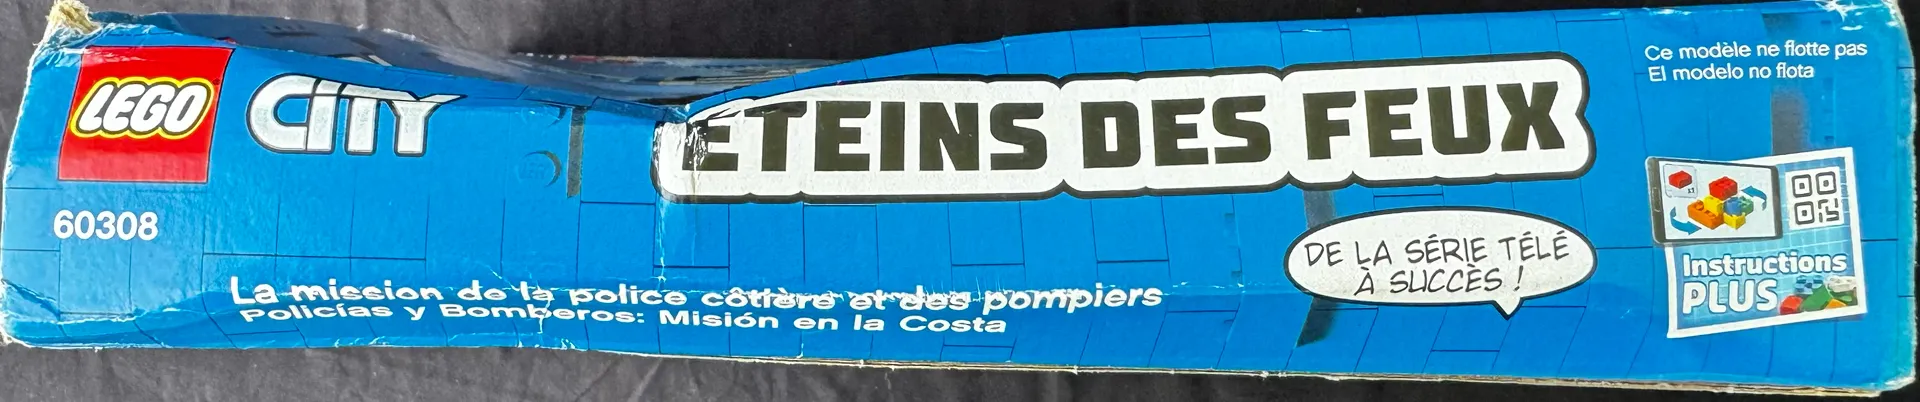 LEGO
CITY
60308
ETEINS DES FEUX
Ce modèle ne flotte pas
El modelo no flota
DE LA SÉRIE TÉLÉ
À SUCCÈS !
Instructions
PLUS
La mission de la police côtière et des pompiers
Policías y Bomberos: Misión en la Costa